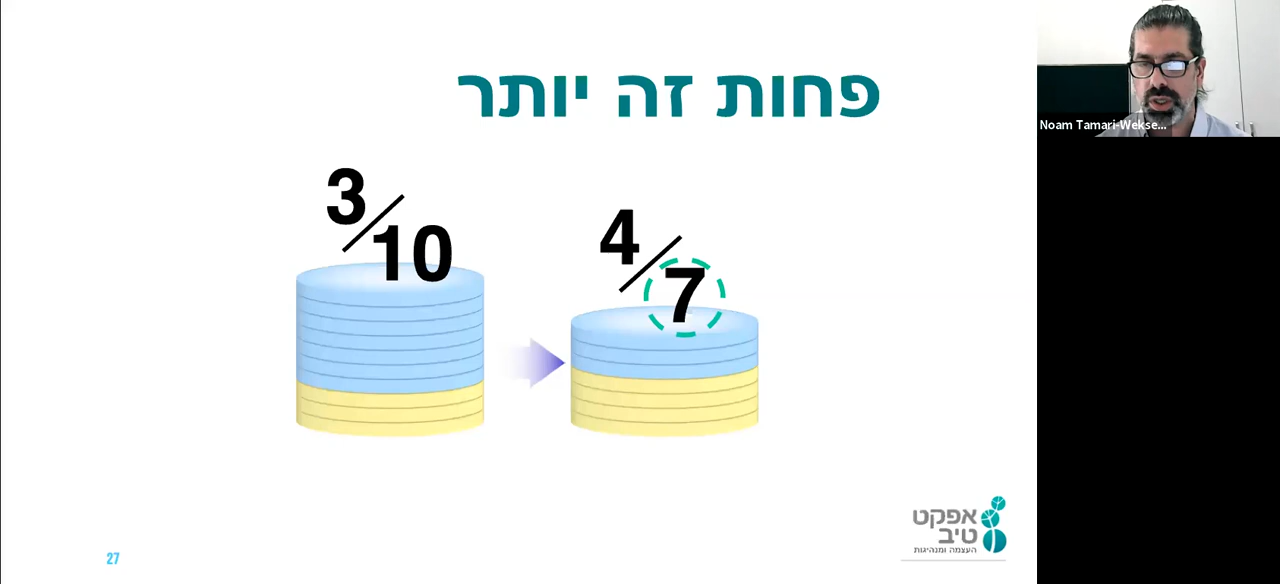 פחות זה יותר
3/10
4/7
אפקט
טיב
העצמה ומנהיגות
27
Noam Tamari-Wekse...